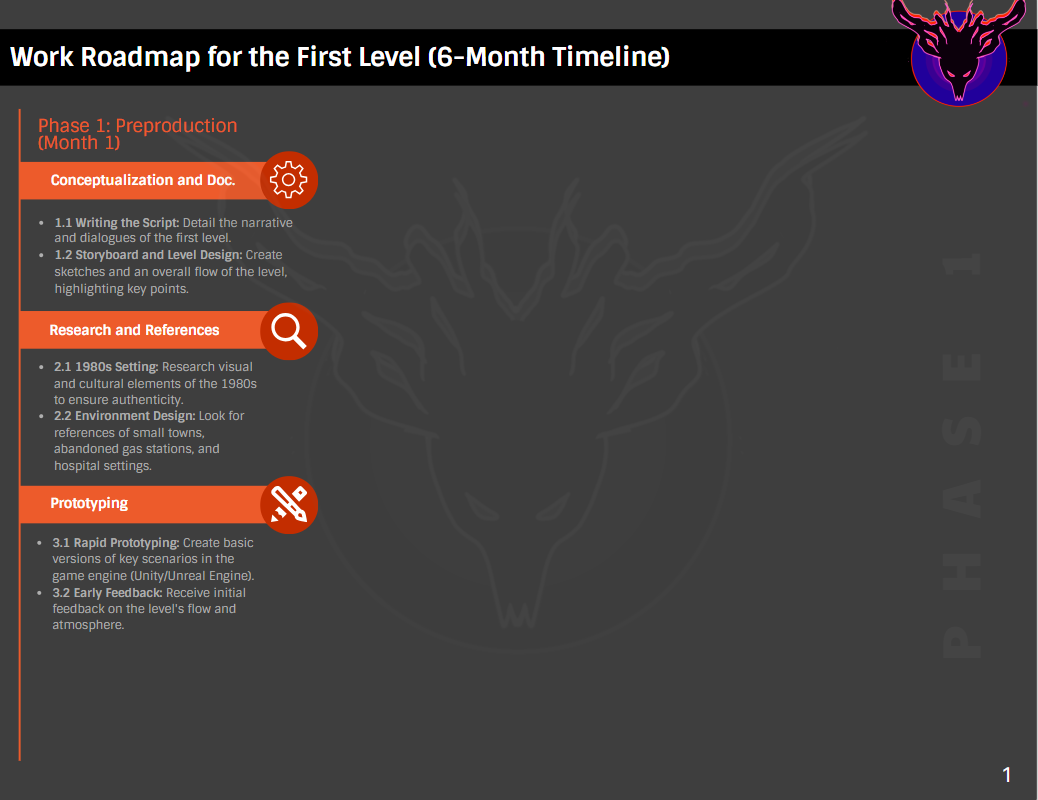 Work Roadmap for the First Level (6-Month Timeline)
Phase 1: Preproduction
(Month 1)
Conceptualization and Doc.
• 1.1 Writing the Script: Detail the narrative
and dialogues of the first level.
• 1.2 Storyboard and Level Design: Create
sketches and an overall flow of the level,
highlighting key points.
Research and References
• 2.1 1980s Setting: Research visual
and cultural elements of the 1980s
to ensure authenticity.
• 2.2 Environment Design: Look for
references of small towns,
abandoned gas stations, and
hospital settings.
Prototyping
• 3.1 Rapid Prototyping: Create basic
versions of key scenarios in the
game engine (Unity/Unreal Engine).
• 3.2 Early Feedback: Receive initial
feedback on the level's flow and
atmosphere.
PHASE 1
1